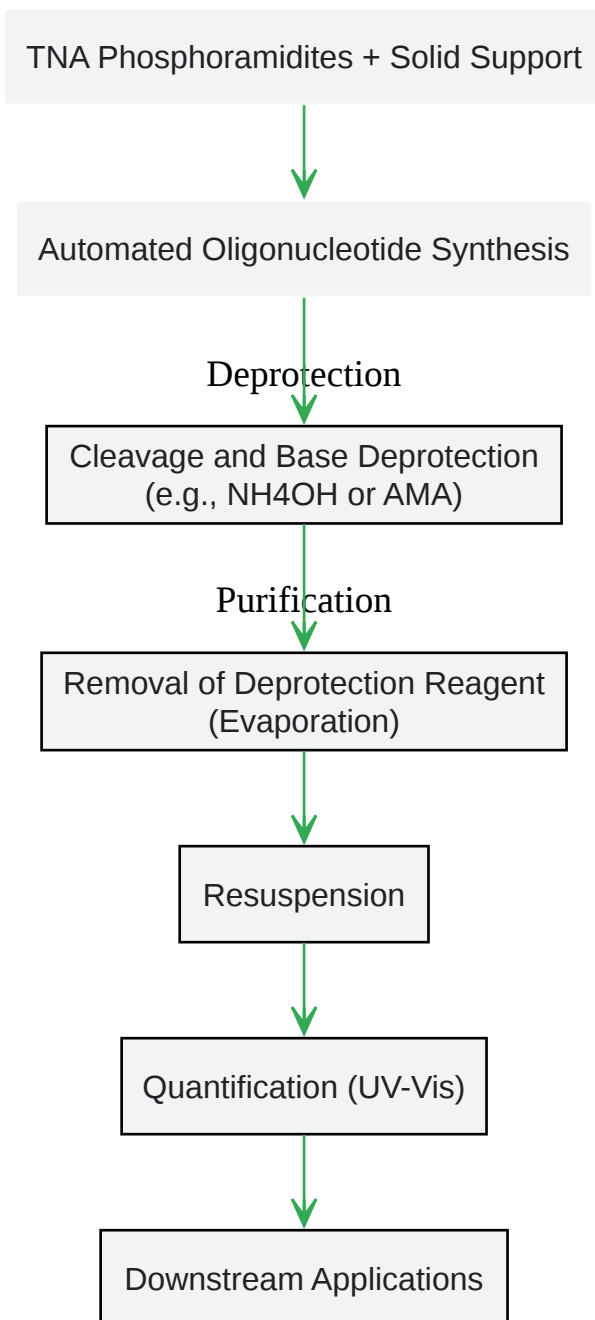 TNA Phosphoramidites + Solid Support
Automated Oligonucleotide Synthesis
Deprotection
Cleavage and Base Deprotection
(e.g., NH4OH or AMA)
Purification
Removal of Deprotection Reagent
(Evaporation)
Resuspension
Quantification (UV-Vis)
Downstream Applications